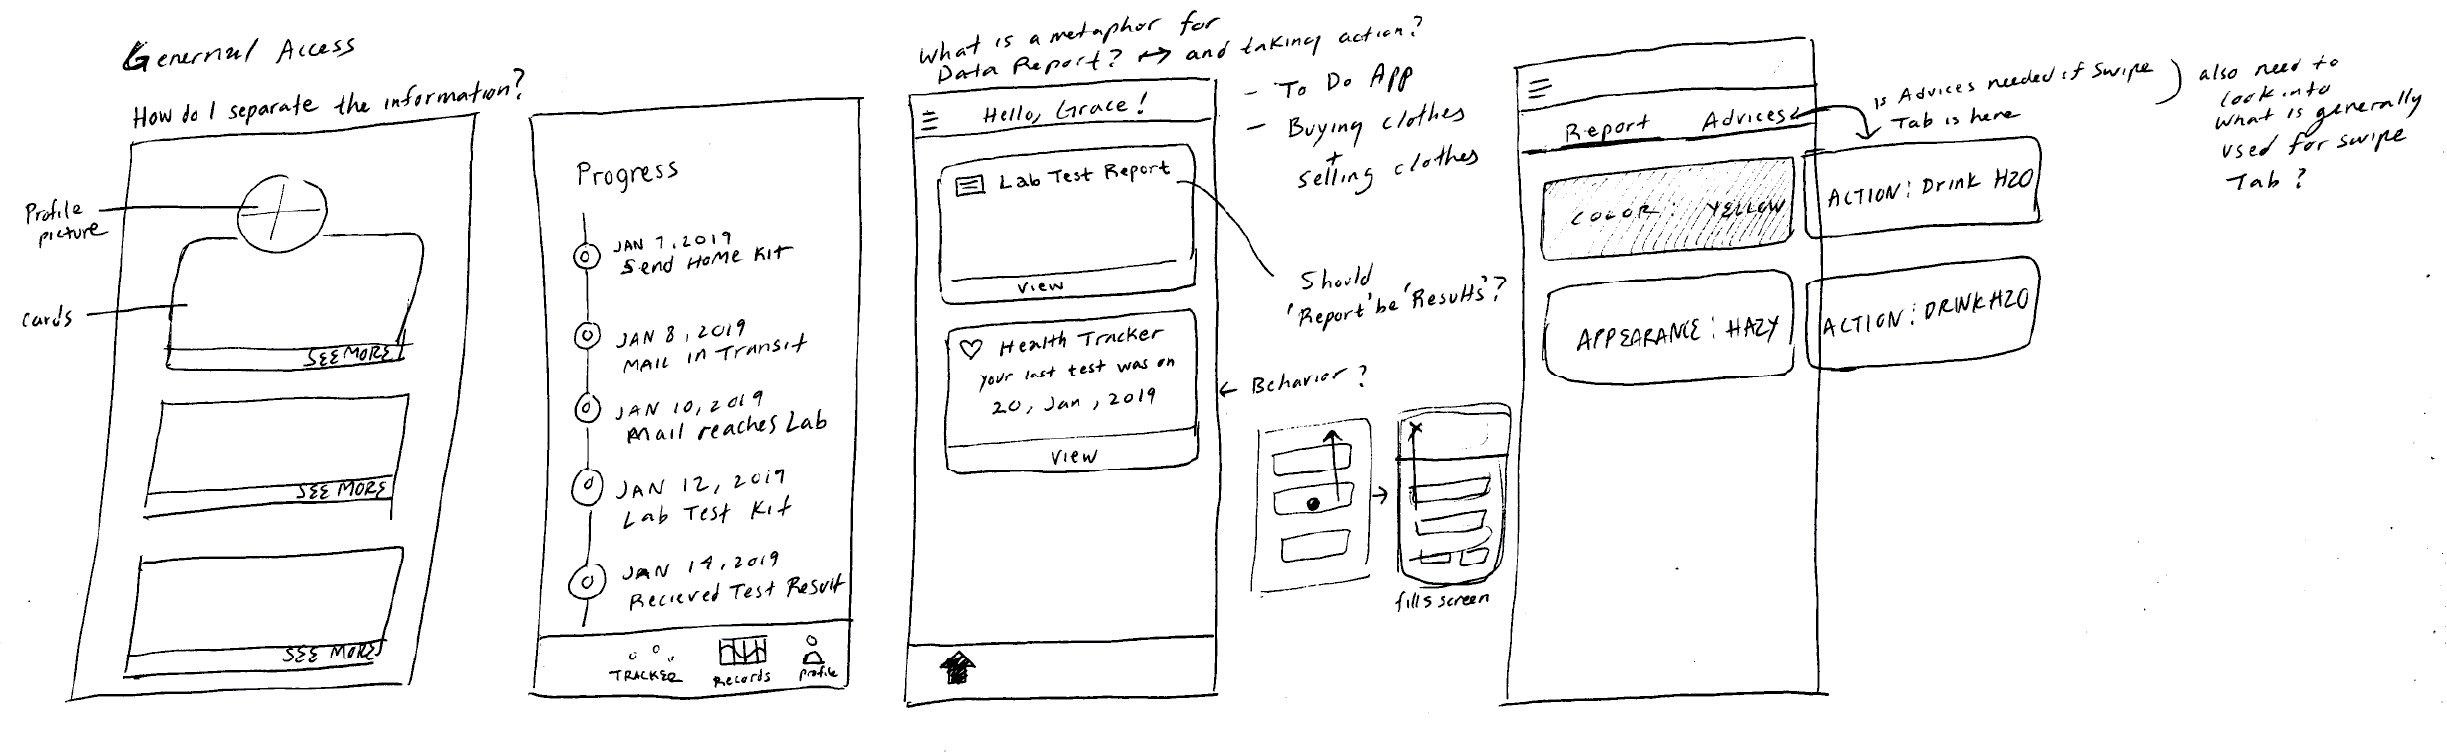 Genernal Access
How do I separate the information?
Profile
picture
Cards
SEE MORE
SEE MORE
SEE MORE
Progress
JAN 7, 2019
Send Home Kit
JAN 8, 2019
MAIL in Transit
JAN 10, 2019
Mail reaches Lab
JAN 12, 2019
Lab Test Kit
JAN 14, 2019
Recieved Test Result
TRACKER
Records
Profile
What is a metaphor for
Data Report? ↔ and taking action?
- To Do App
- Buying clothes
+
selling clothes
Hello, Grace!
Lab Test Report
View
Should
'Report' be 'Results'?
Health Tracker
Your last test was on
20, Jan, 2019
View
← Behavior?
fills screen
Report Advices
is Advices needed if Swipe
Tab is here
also need to
look into
what is generally
used for swipe
Tab?
COLOR: YELLOW
ACTION: Drink H2O
APPEARANCE: HAZY
ACTION: DRINK H2O